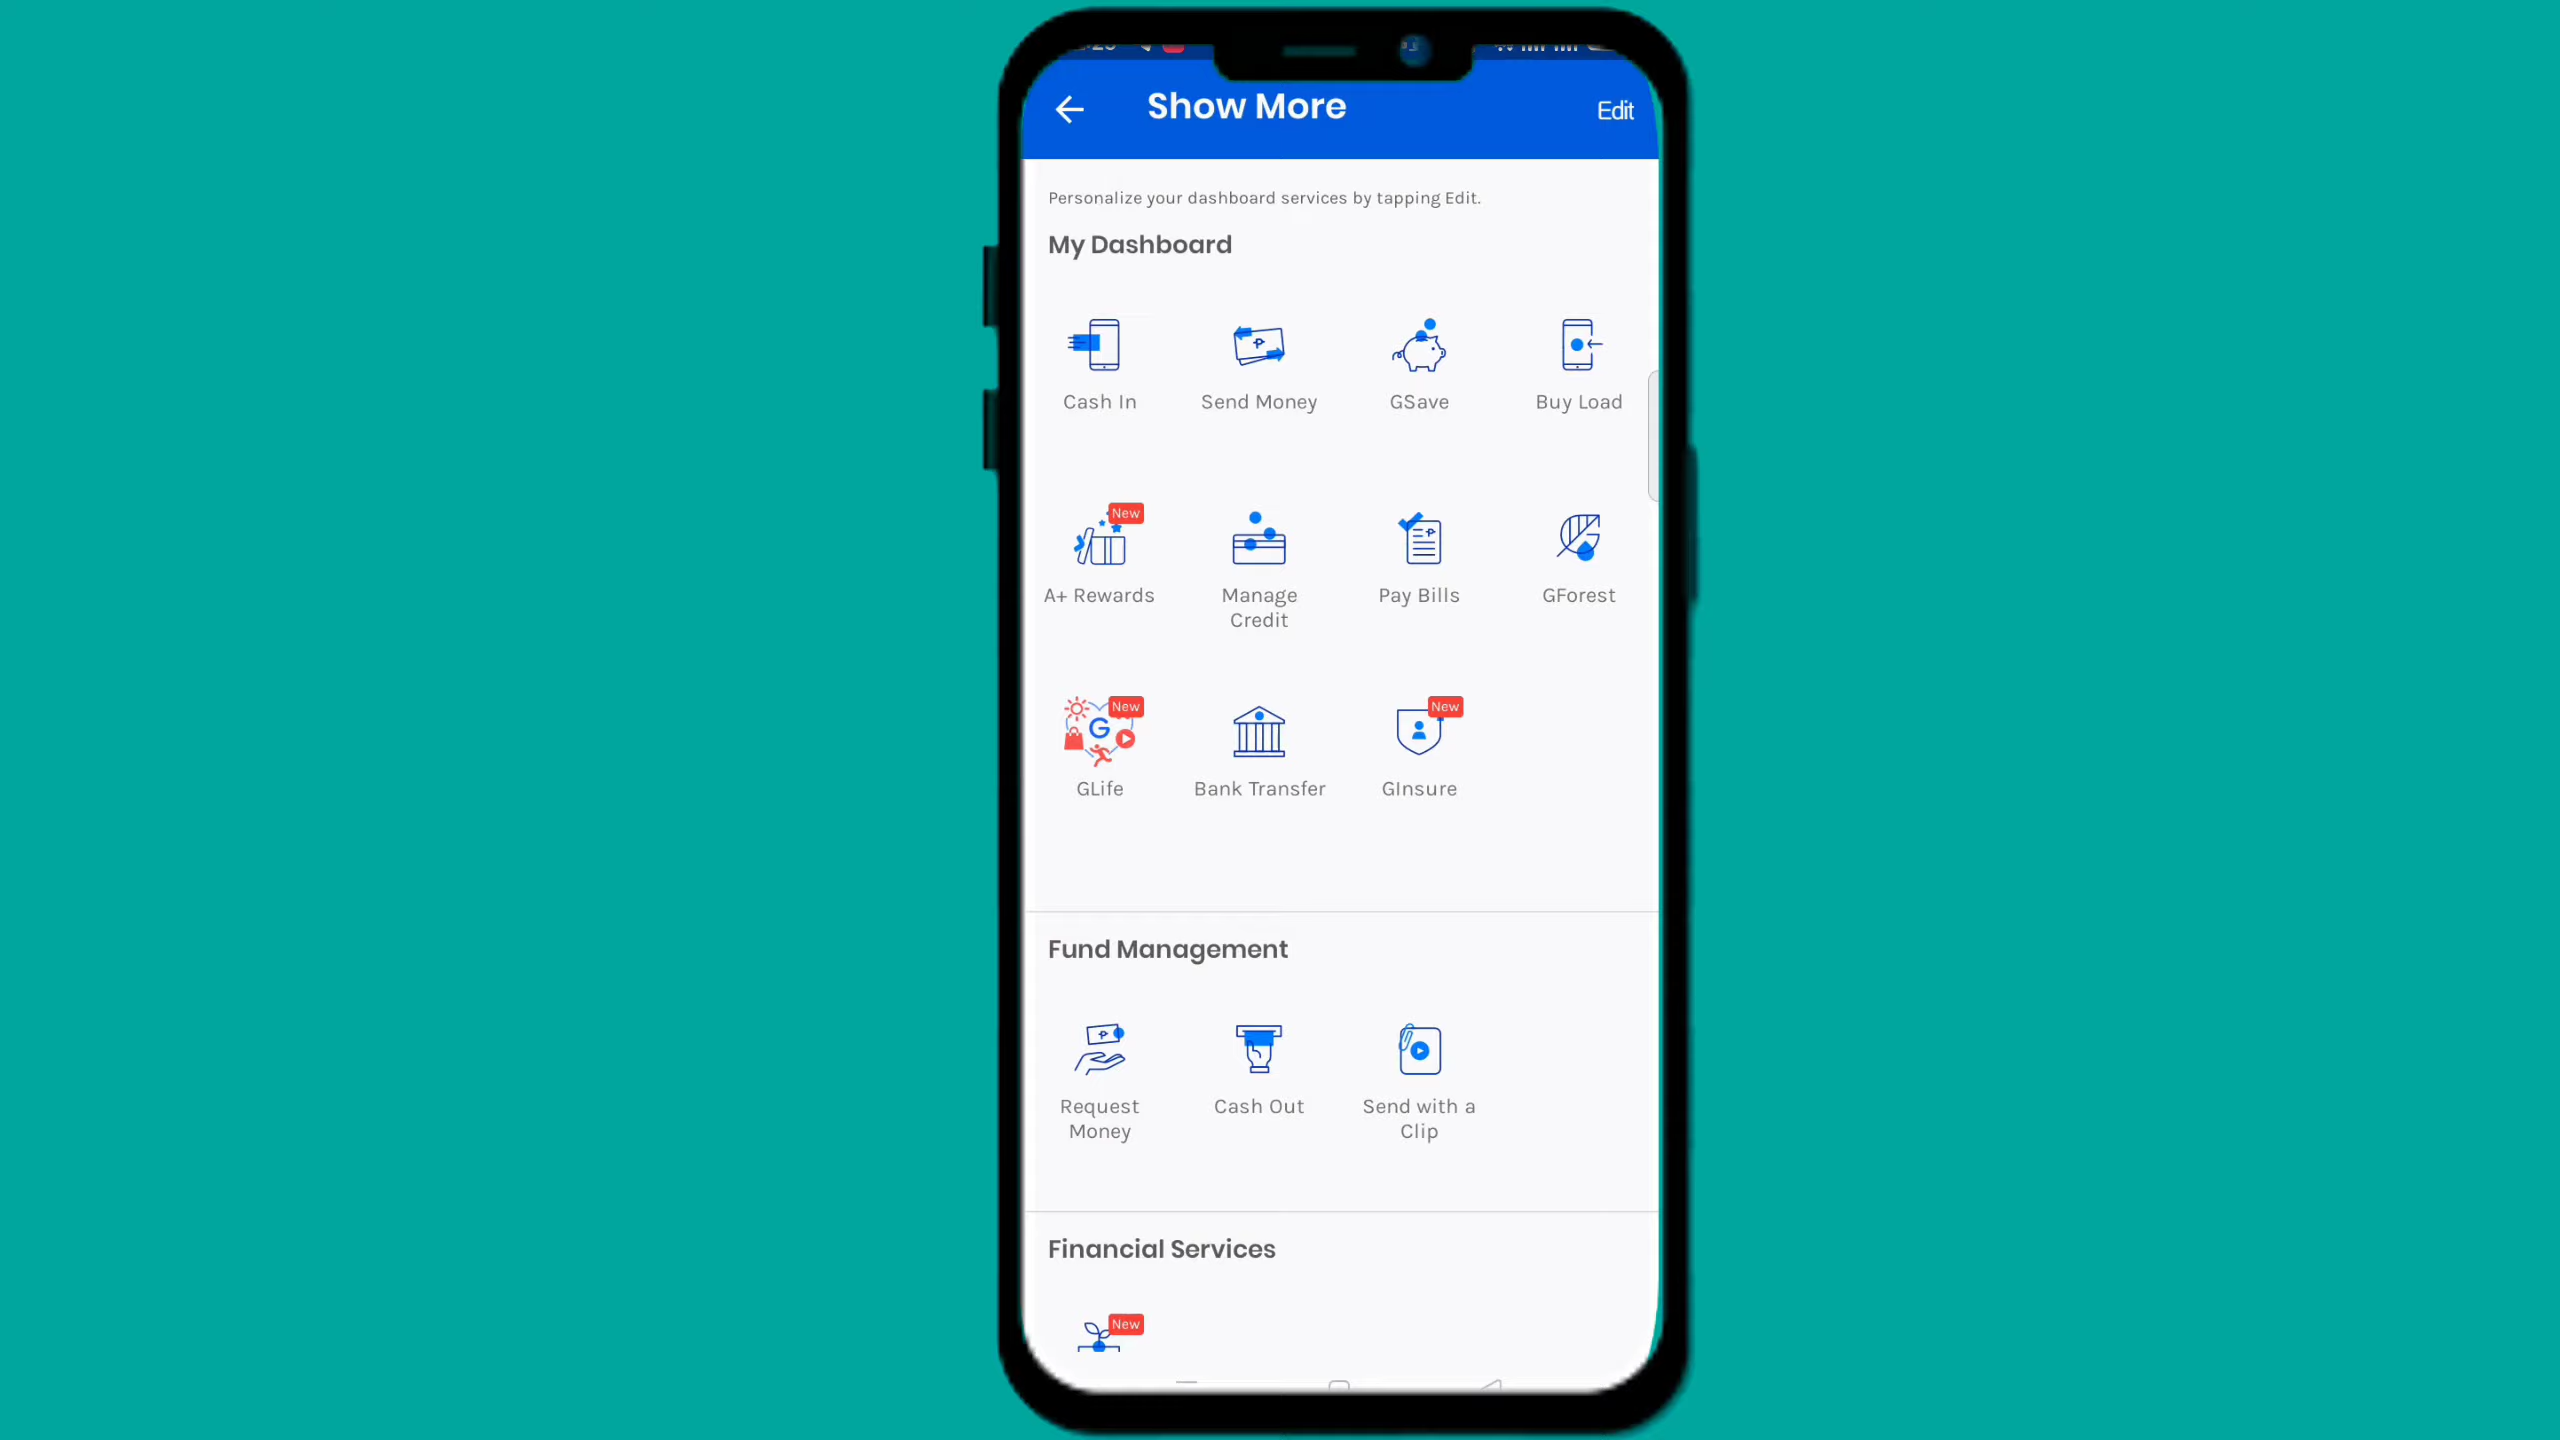 Show More
Edit
Personalize your dashboard services by tapping Edit.
My Dashboard
Cash In
Send Money
GSave
Buy Load
New
A+ Rewards
Manage
Credit
Pay Bills
GForest
New
G
GLife
Bank Transfer
New
GInsure
Fund Management
Request
Money
Cash Out
Send with a
Clip
Financial Services
New